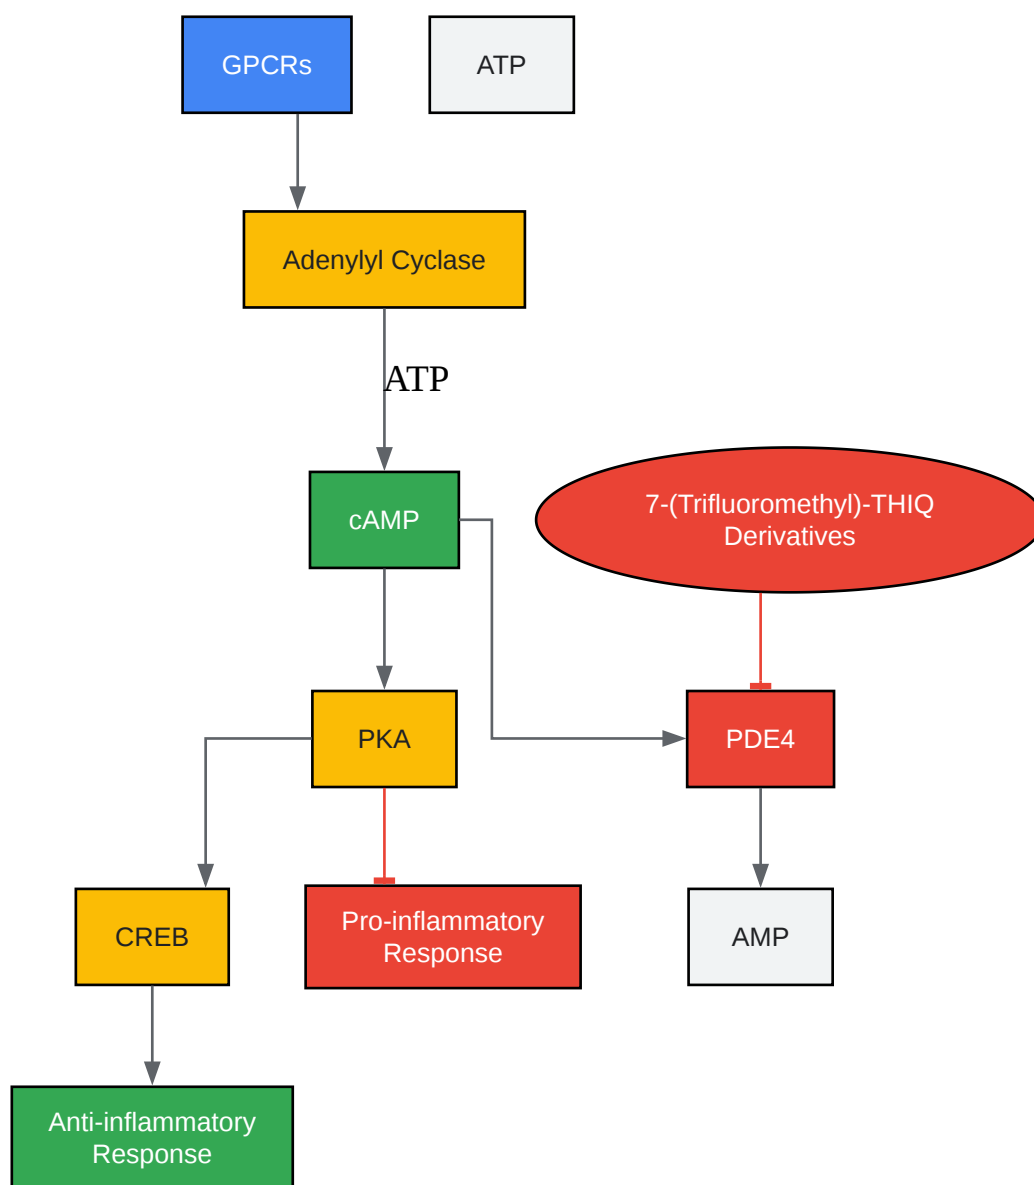 GPCRs
ATP
Adenylyl Cyclase
ATP
cAMP
7-(Trifluoromethyl)-THIQ
Derivatives
PKA
PDE4
CREB
Pro-inflammatory
Response
AMP
Anti-inflammatory
Response